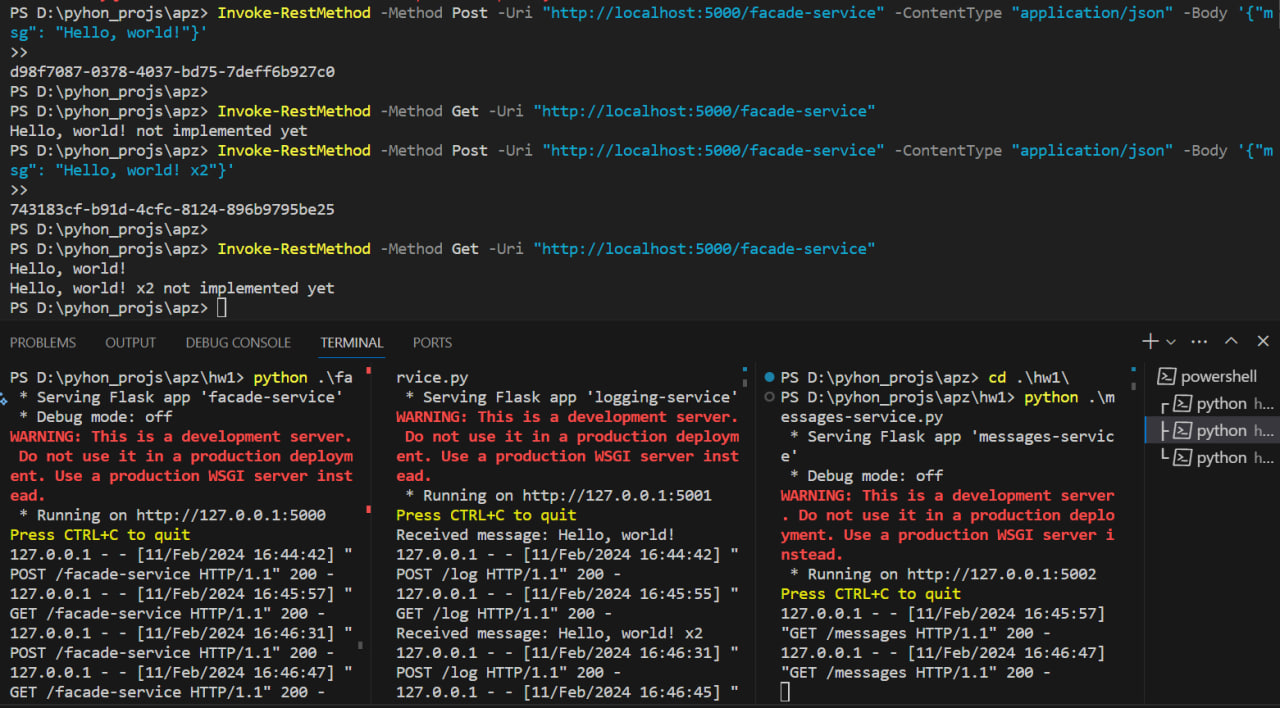 PS D:\pyhon_projs\apz> Invoke-RestMethod -Method Post -Uri "http://localhost:5000/facade-service" -ContentType "application/json" -Body '{"m
sg": "Hello, world!"}'
>>
d98f7087-0378-4037-bd75-7deff6b927c0
PS D:\pyhon_projs\apz>
PS D:\pyhon_projs\apz> Invoke-RestMethod -Method Get -Uri "http://localhost:5000/facade-service"
Hello, world! not implemented yet
PS D:\pyhon_projs\apz> Invoke-RestMethod -Method Post -Uri "http://localhost:5000/facade-service" -ContentType "application/json" -Body '{"m
sg": "Hello, world! x2"}'
>>
743183cf-b91d-4cfc-8124-896b9795be25
PS D:\pyhon_projs\apz>
PS D:\pyhon_projs\apz> Invoke-RestMethod -Method Get -Uri "http://localhost:5000/facade-service"
Hello, world!
Hello, world! x2 not implemented yet
PS D:\pyhon_projs\apz>
PROBLEMS OUTPUT DEBUG CONSOLE TERMINAL PORTS
PS D:\pyhon_projs\apz\hw1> python .\fa
* Serving Flask app 'facade-service'
* Debug mode: off
WARNING: This is a development server.
Do not use it in a production deploym
ent. Use a production WSGI server inst
ead.
* Running on http://127.0.0.1:5000
Press CTRL+C to quit
127.0.0.1 - - [11/Feb/2024 16:44:42] "
POST /facade-service HTTP/1.1" 200 -
127.0.0.1 - - [11/Feb/2024 16:45:57] "
GET /facade-service HTTP/1.1" 200 -
127.0.0.1 - - [11/Feb/2024 16:46:31] "
POST /facade-service HTTP/1.1" 200 -
127.0.0.1 - - [11/Feb/2024 16:46:47] "
GET /facade-service HTTP/1.1" 200 -
rvice.py
* Serving Flask app 'logging-service'
WARNING: This is a development server.
Do not use it in a production deploym
ent. Use a production WSGI server inst
ead.
* Running on http://127.0.0.1:5001
Press CTRL+C to quit
Received message: Hello, world!
127.0.0.1 - - [11/Feb/2024 16:44:42] "
POST /log HTTP/1.1" 200 -
127.0.0.1 - - [11/Feb/2024 16:45:55] "
GET /log HTTP/1.1" 200 -
Received message: Hello, world! x2
127.0.0.1 - - [11/Feb/2024 16:46:31] "
POST /log HTTP/1.1" 200 -
127.0.0.1 - - [11/Feb/2024 16:46:45] "
PS D:\pyhon_projs\apz> cd .\hw1\
PS D:\pyhon_projs\apz\hw1> python .\m
essages-service.py
* Serving Flask app 'messages-servic
e'
* Debug mode: off
WARNING: This is a development server
. Do not use it in a production deplo
yment. Use a production WSGI server i
nstead.
* Running on http://127.0.0.1:5002
Press CTRL+C to quit
127.0.0.1 - - [11/Feb/2024 16:45:57]
"GET /messages HTTP/1.1" 200 -
127.0.0.1 - - [11/Feb/2024 16:46:47]
"GET /messages HTTP/1.1" 200 -
powershell
python h...
python h...
python h...